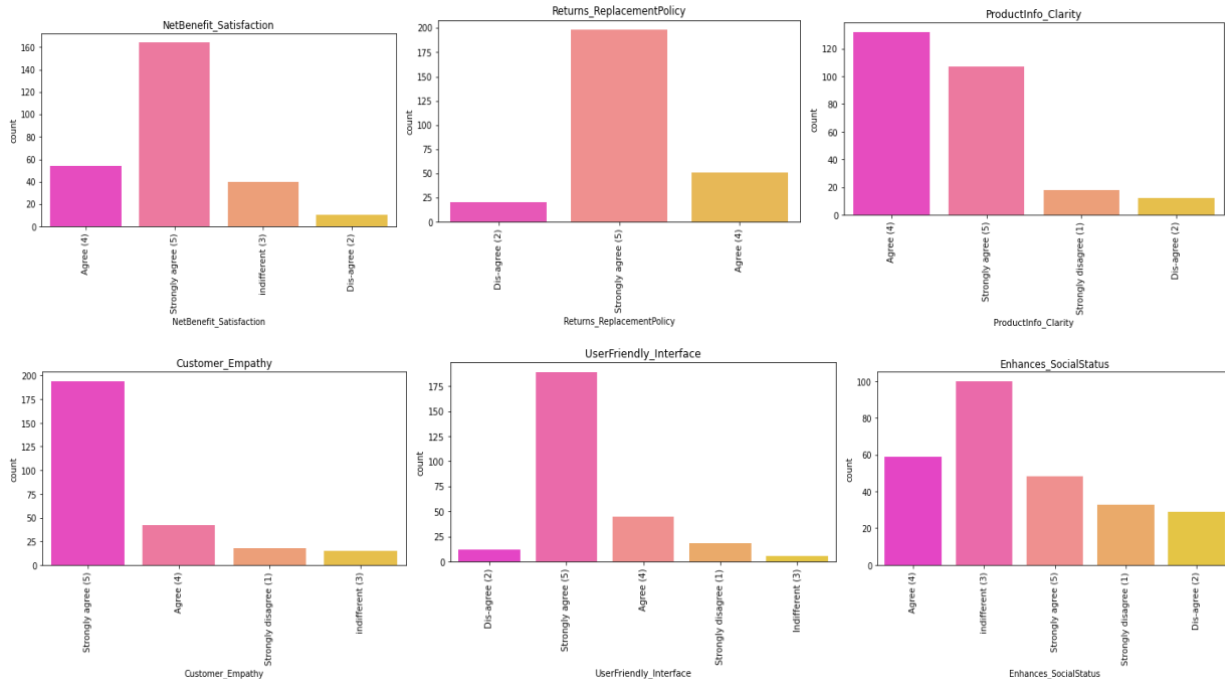 NetBenefit_Satisfaction
160
140
120
100
80
60
40
20
0
count
Agree (4)
Strongly agree (5)
indifferent (3)
Dis-agree (2)
NetBenefit_Satisfaction
Returns_ReplacementPolicy
200
175
150
125
100
75
50
25
0
count
Dis-agree (2)
Strongly agree (5)
Agree (4)
Returns_ReplacementPolicy
ProductInfo_Clarity
120
100
80
60
40
20
0
count
Agree (4)
Strongly agree (5)
Strongly disagree (1)
Dis-agree (2)
ProductInfo_Clarity
Customer_Empathy
200
175
150
125
100
75
50
25
0
count
Strongly agree (5)
Agree (4)
Strongly disagree (1)
indifferent (3)
Customer_Empathy
UserFriendly_Interface
175
150
125
100
75
50
25
0
count
Dis-agree (2)
Strongly agree (5)
Agree (4)
Strongly disagree (1)
Indifferent (3)
UserFriendly_Interface
Enhances_SocialStatus
100
80
60
40
20
0
count
Agree (4)
indifferent (3)
Strongly agree (5)
Strongly disagree (1)
Dis-agree (2)
Enhances_SocialStatus